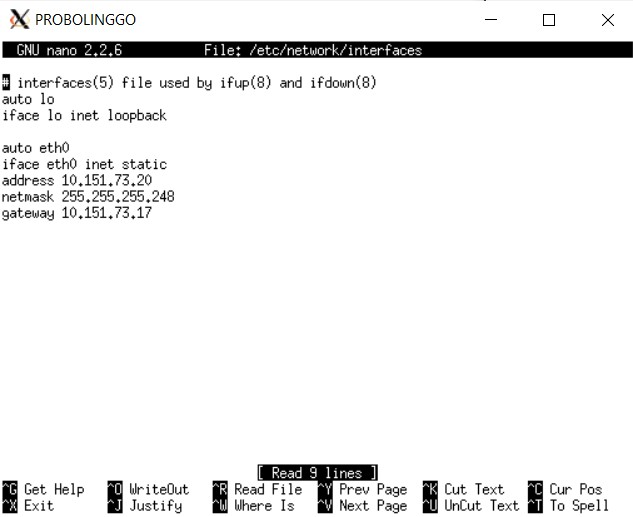 PROBOLINGGO
GNU nano 2.2.6 File: /etc/network/interfaces
# interfaces(5) file used by ifup(8) and ifdown(8)
auto lo
iface lo inet loopback
auto eth0
iface eth0 inet static
address 10.151.73.20
netmask 255.255.255.248
gateway 10.151.73.17
[ Read 9 lines ]
^G Get Help ^O WriteOut ^R Read File ^Y Prev Page ^K Cut Text ^C Cur Pos
^X Exit ^J Justify ^W Where Is ^V Next Page ^U UnCut Text ^T To Spell